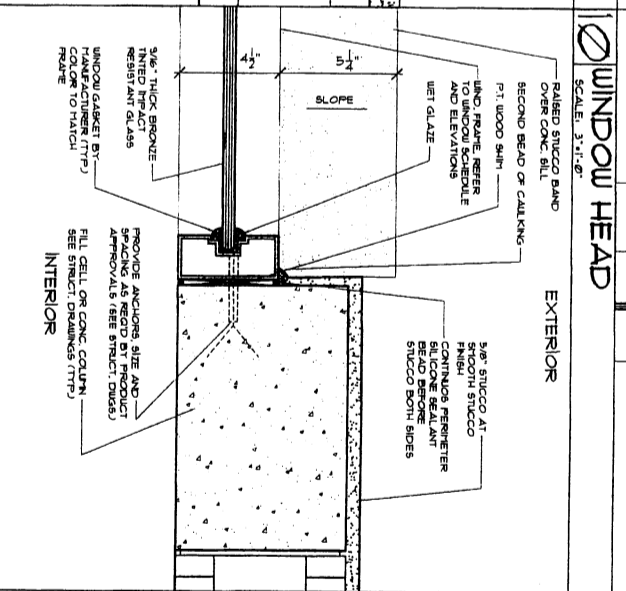 10 WINDOW HEAD
SCALE: 3"=1'-0"
EXTERIOR
RAISED STUCCO BAND
OVER CONC. SILL
SECOND BEAD OF CAULKING
P.T. WOOD SHIM
WIND. FRAME, REFER
TO WINDOW SCHEDULE
AND ELEVATIONS
WET GLAZE
5/8" STUCCO AT
SMOOTH STUCCO
FINISH
CONTINUOS PERIMETER
SILICONE SEALANT
BEAD BEFORE
STUCCO BOTH SIDES
5 1/4"
4 1/2"
SLOPE
9/16" THICK BRONZE
TINTED IMPACT
RESISTANT GLASS
WINDOW GASKET BY
MANUFACTURER (TYP.)
COLOR TO MATCH
FRAME
PROVIDE ANCHORS, SIZE AND
SPACING AS REQ'D BY PRODUCT
APPROVALS (SEE STRUCT. DWGS.)
FILL CELL OR CONC. COLUMN
SEE STRUCT. DRAWINGS (TYP.)
INTERIOR